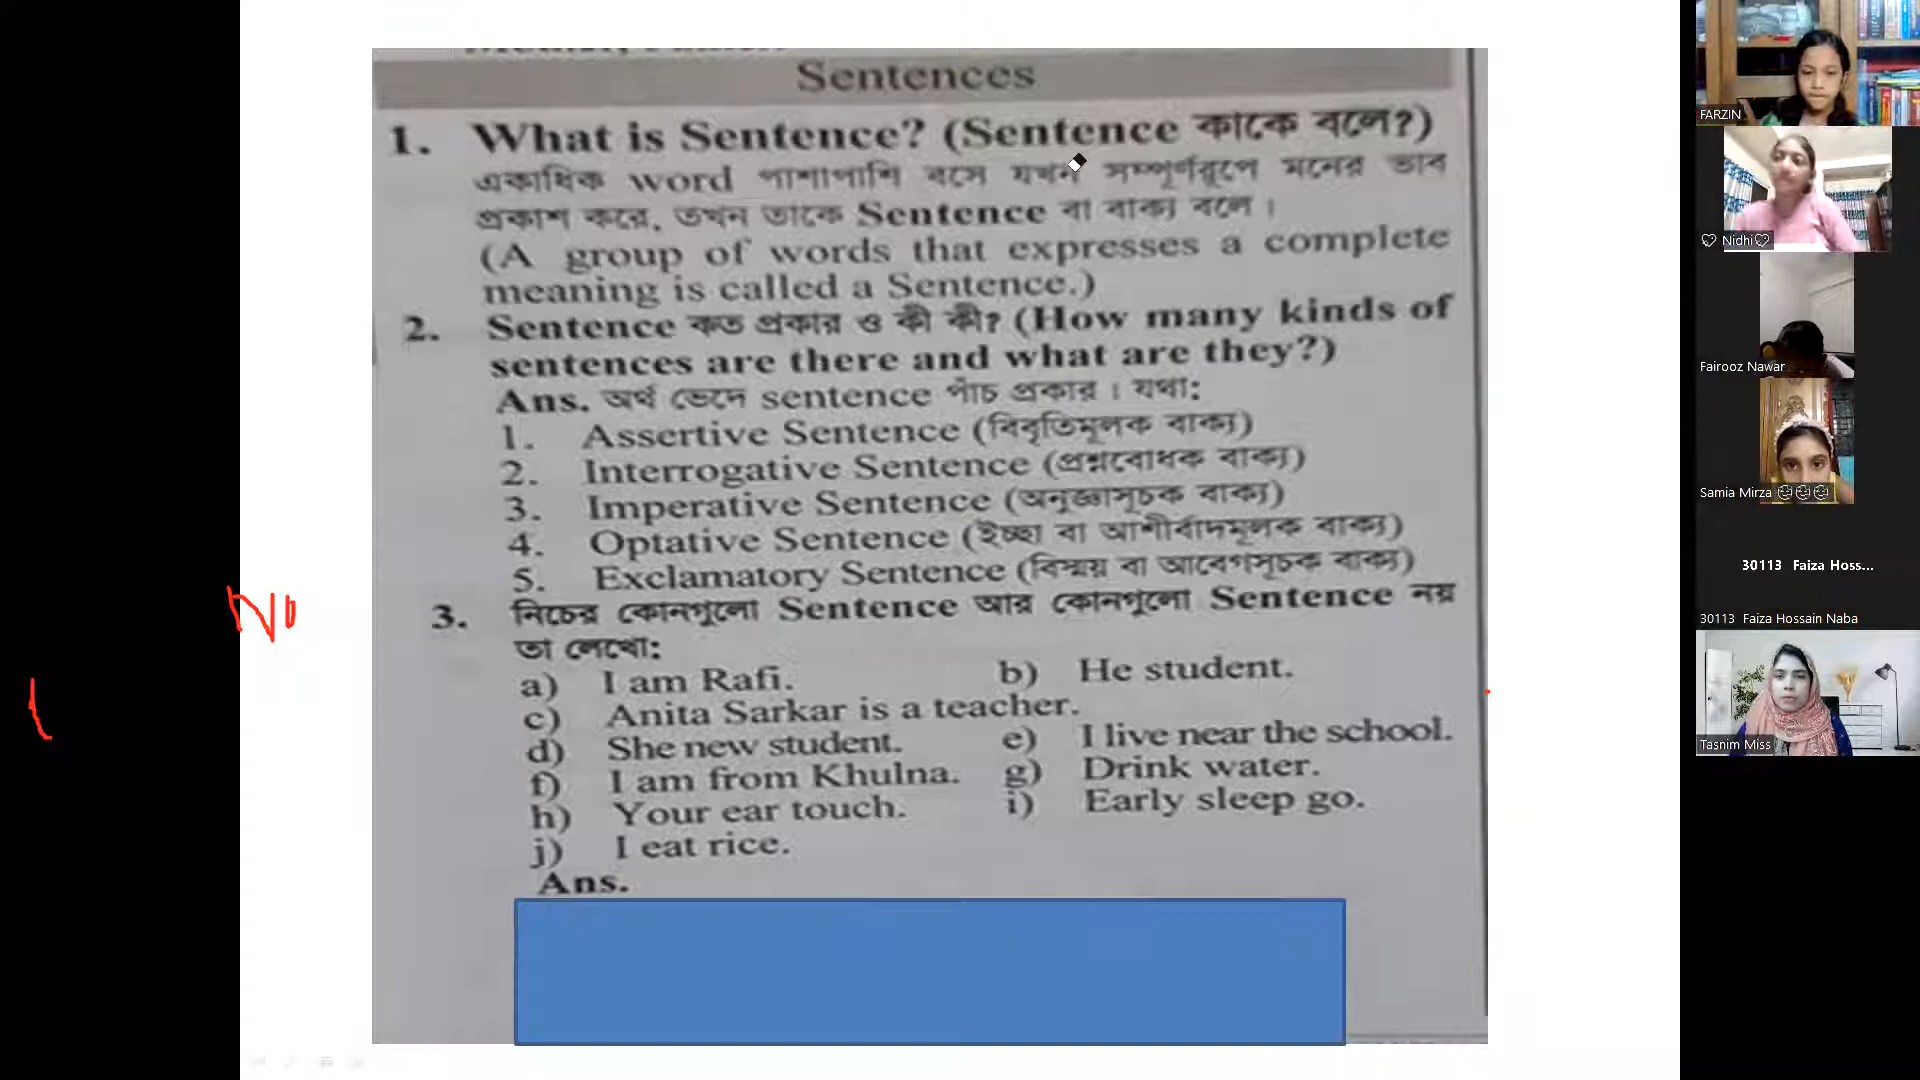 Sentences
1. What is Sentence? (Sentence কাকে বলে?)
একাধিক word পাশাপাশি বসে যখন সম্পূর্ণরূপে মনের ভাব
প্রকাশ করে, তখন তাকে Sentence বা বাক্য বলে।
(A group of words that expresses a complete
meaning is called a Sentence.)
2. Sentence কত প্রকার ও কী কী? (How many kinds of
sentences are there and what are they?)
Ans. অর্থ ভেদে sentence পাঁচ প্রকার। যথা:
1. Assertive Sentence (বিবৃতিমূলক বাক্য)
2. Interrogative Sentence (প্রশ্নবোধক বাক্য)
3. Imperative Sentence (অনুজ্ঞাসূচক বাক্য)
4. Optative Sentence (ইচ্ছা বা আশীর্বাদমূলক বাক্য)
5. Exclamatory Sentence (বিস্ময় বা আবেগসূচক বাক্য)
3. নিচের কোনগুলো Sentence আর কোনগুলো Sentence নয়
তা লেখো:
a) I am Rafi. b) He student.
c) Anita Sarkar is a teacher.
d) She new student. e) I live near the school.
f) I am from Khulna. g) Drink water.
h) Your ear touch. i) Early sleep go.
j) I eat rice.
Ans.
No
FARZIN
Nidhi
Fairooz Nawar
Samia Mirza
30113 Faiza Hoss...
30113 Faiza Hossain Naba
Tasnim Miss